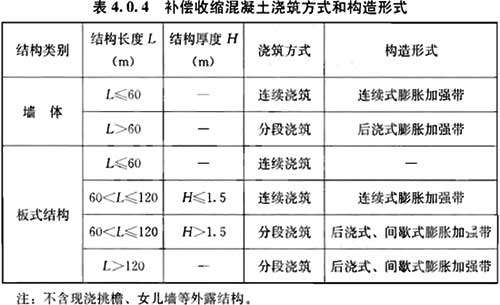 表 4.0.4 补偿收缩混凝土浇筑方式和构造形式
结构类别 结构长度 L (m) 结构厚度 H (m) 浇筑方式 构造形式
墙 体 L≤60 — 连续浇筑 连续式膨胀加强带
L>60 — 分段浇筑 后浇式膨胀加强带
板式结构 L≤60 — 连续浇筑 —
60<L≤120 H≤1.5 连续浇筑 连续式膨胀加强带
60<L≤120 H>1.5 分段浇筑 后浇式、间歇式膨胀加强带
L>120 — 分段浇筑 后浇式、间歇式膨胀加强带
注：不含现浇挑檐、女儿墙等外露结构。